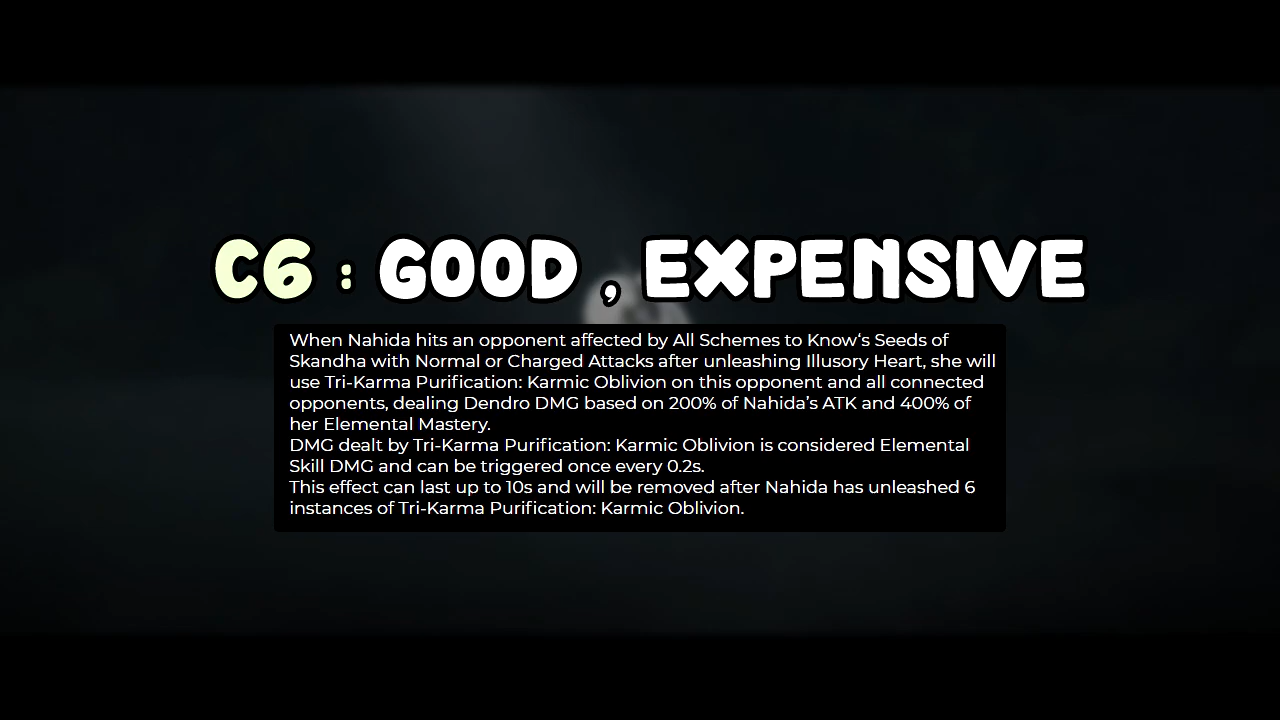 C6 : GOOD , EXPENSIVE
When Nahida hits an opponent affected by All Schemes to Know‘s Seeds of
Skandha with Normal or Charged Attacks after unleashing Illusory Heart, she will
use Tri-Karma Purification: Karmic Oblivion on this opponent and all connected
opponents, dealing Dendro DMG based on 200% of Nahida’s ATK and 400% of
her Elemental Mastery.
DMG dealt by Tri-Karma Purification: Karmic Oblivion is considered Elemental
Skill DMG and can be triggered once every 0.2s.
This effect can last up to 10s and will be removed after Nahida has unleashed 6
instances of Tri-Karma Purification: Karmic Oblivion.